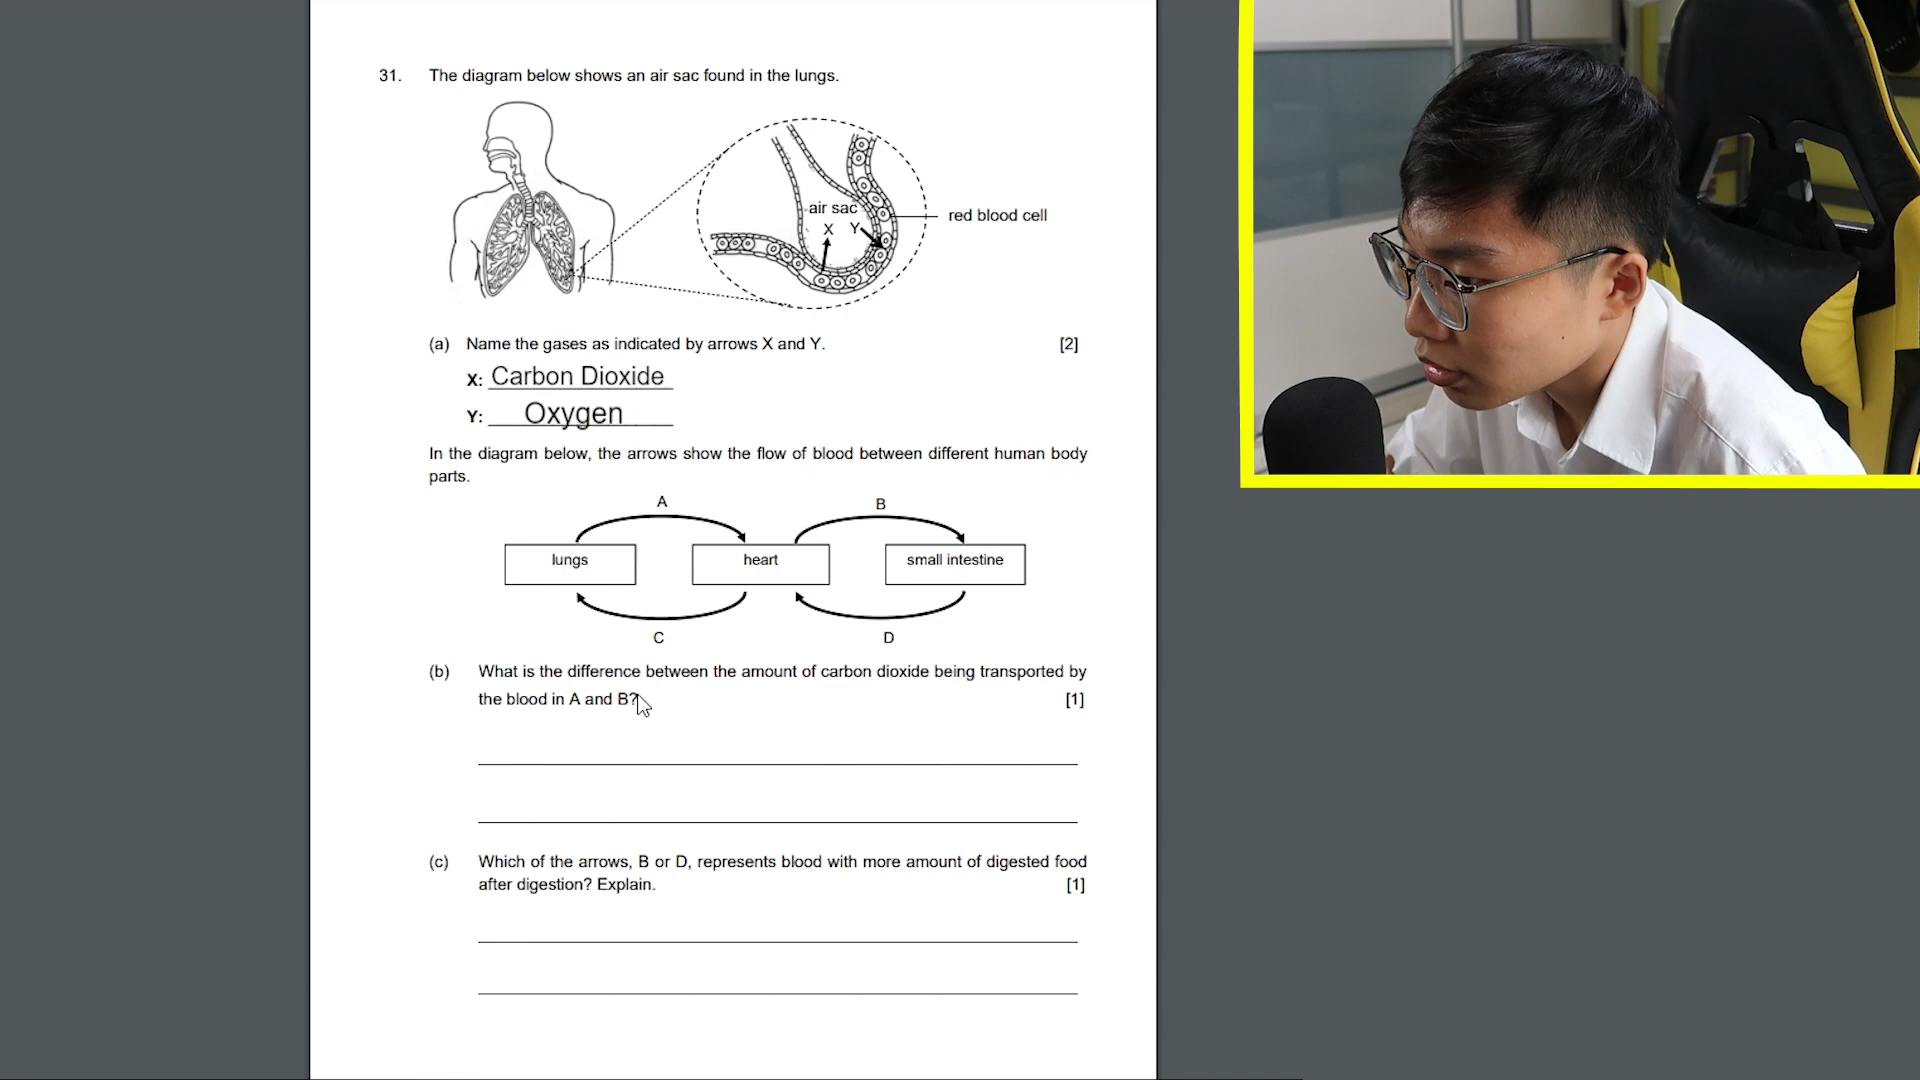 31. The diagram below shows an air sac found in the lungs.
air sac
X Y
red blood cell
(a) Name the gases as indicated by arrows X and Y. [2]
X: Carbon Dioxide
Y: Oxygen
In the diagram below, the arrows show the flow of blood between different human body
parts.
A B
lungs heart small intestine
C D
(b) What is the difference between the amount of carbon dioxide being transported by
the blood in A and B? [1]
(c) Which of the arrows, B or D, represents blood with more amount of digested food
after digestion? Explain. [1]